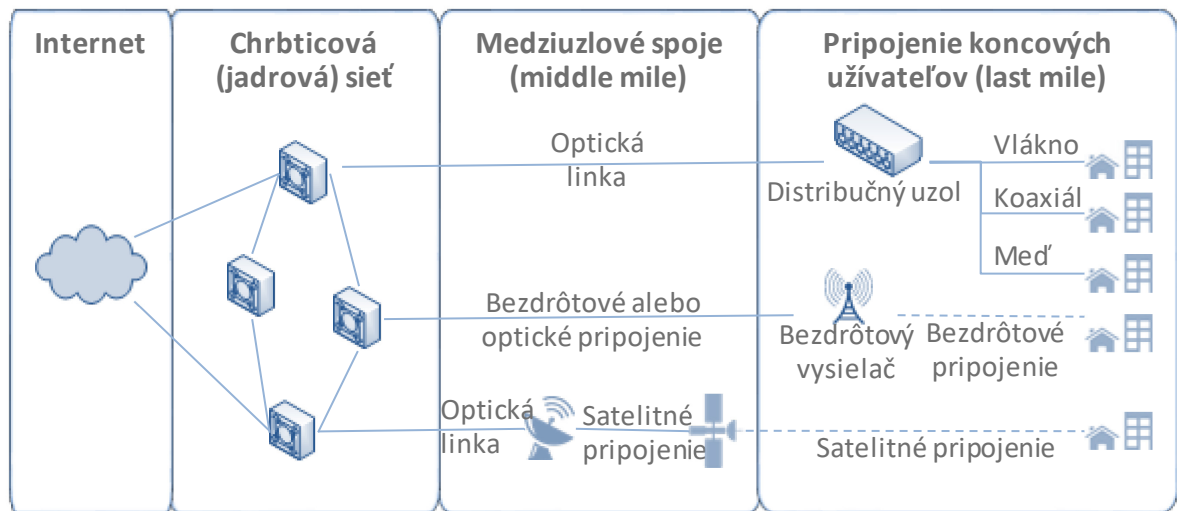 Internet
Chrbticová
(jadrová) sieť
Medziuzlové spoje
(middle mile)
Pripojenie koncových
užívateľov (last mile)
Optická
linka
Distribučný uzol
Vlákno
Koaxiál
Meď
Bezdrôtové alebo
optické pripojenie
Bezdrôtový
vysielač
Bezdrôtové
pripojenie
Optická
linka
Satelitné
pripojenie
Satelitné pripojenie